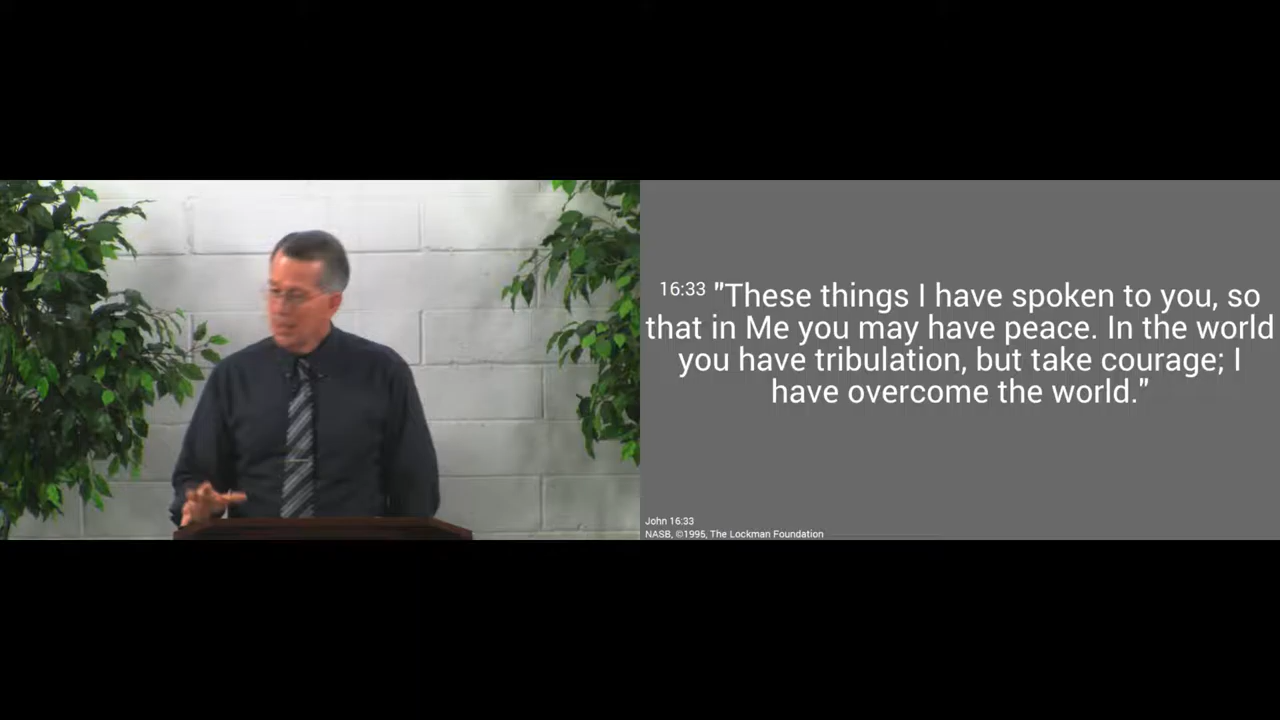 16:33 "These things I have spoken to you, so
that in Me you may have peace. In the world
you have tribulation, but take courage; I
have overcome the world."
John 16:33
NASB, ©1995, The Lockman Foundation